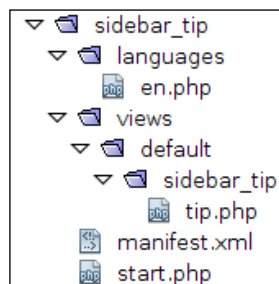 sidebar_tip
languages
en.php
views
default
sidebar_tip
tip.php
manifest.xml
start.php